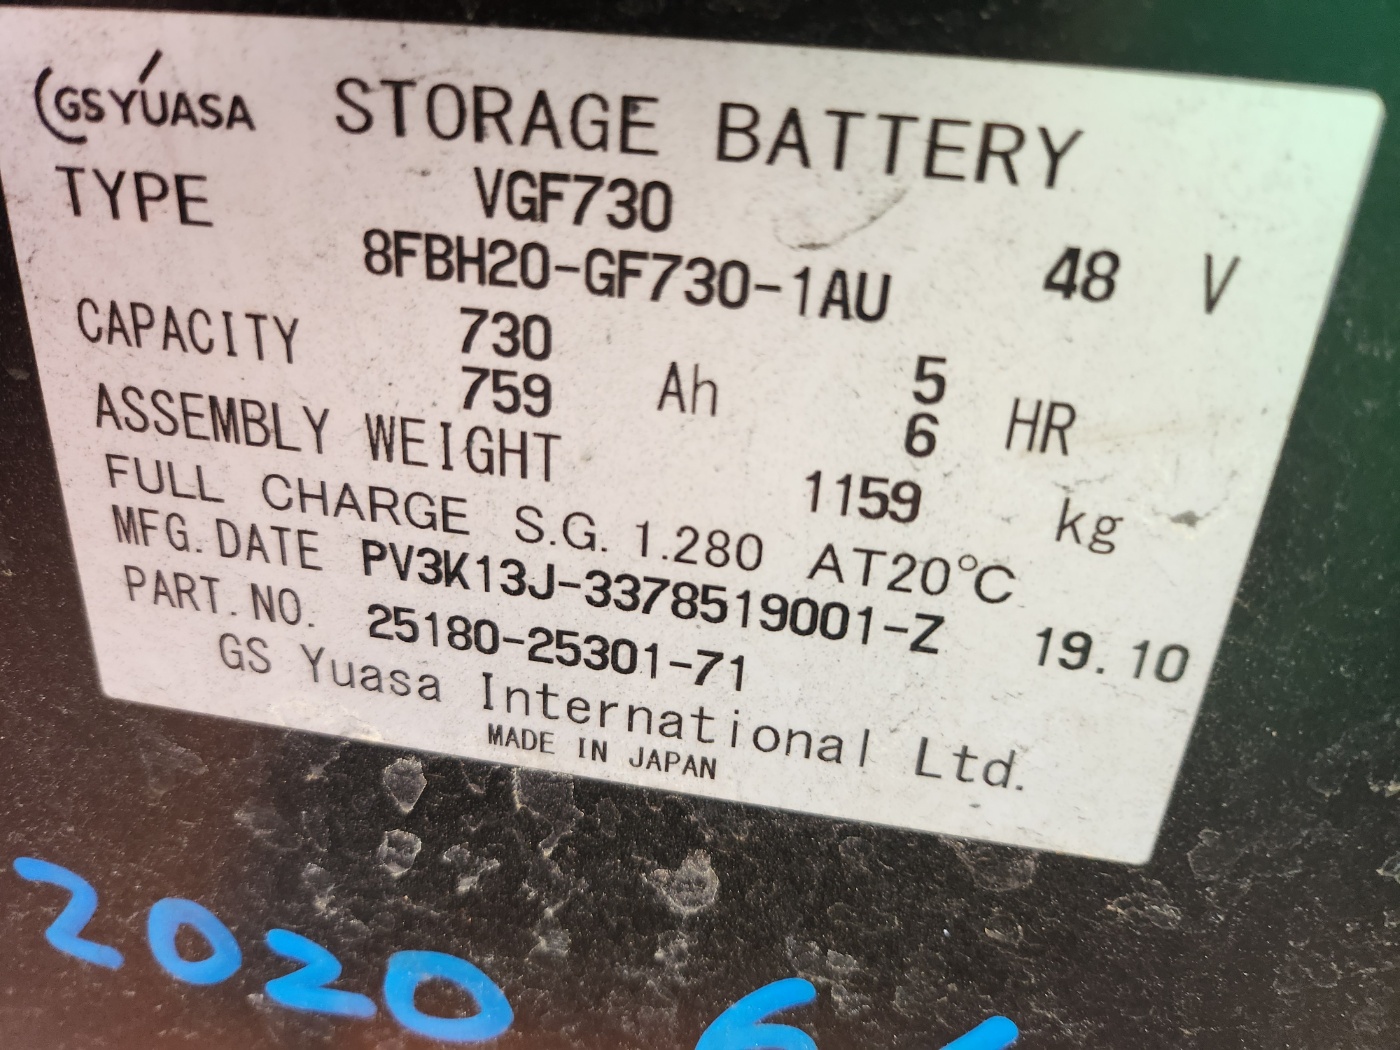 GS YUASA STORAGE BATTERY
TYPE VGF730
8FBH20-GF730-1AU 48 V
CAPACITY 730 5
759 Ah 6 HR
ASSEMBLY WEIGHT 1159 kg
FULL CHARGE S.G. 1.280 AT20°C
MFG. DATE PV3K13J-3378519001-Z 19.10
PART. NO. 25180-25301-71
GS Yuasa International Ltd.
MADE IN JAPAN
2020